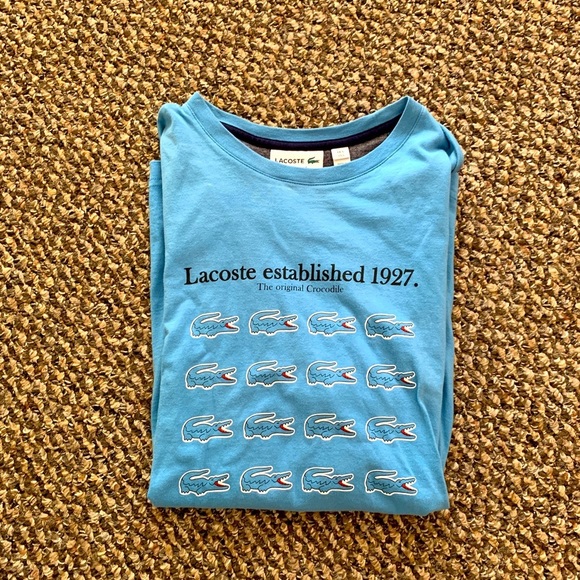 LACOSTE
Lacoste established 1927.
The original Crocodile